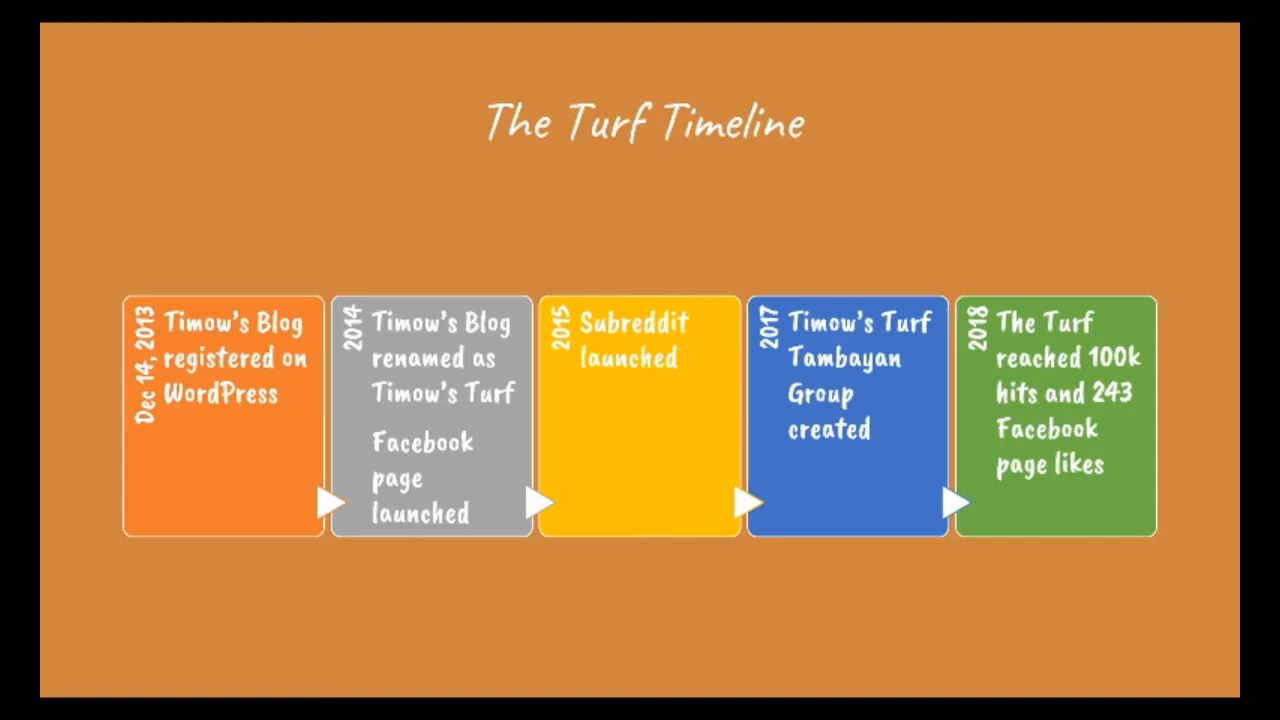 The Turf Timeline
Dec 14, 2013
Timow's Blog
registered on
WordPress
2014
Timow's Blog
renamed as
Timow's Turf
Facebook
page
launched
2015
Subreddit
launched
2017
Timow's Turf
Tambayan
Group
created
2018
The Turf
reached 100k
hits and 243
Facebook
page likes